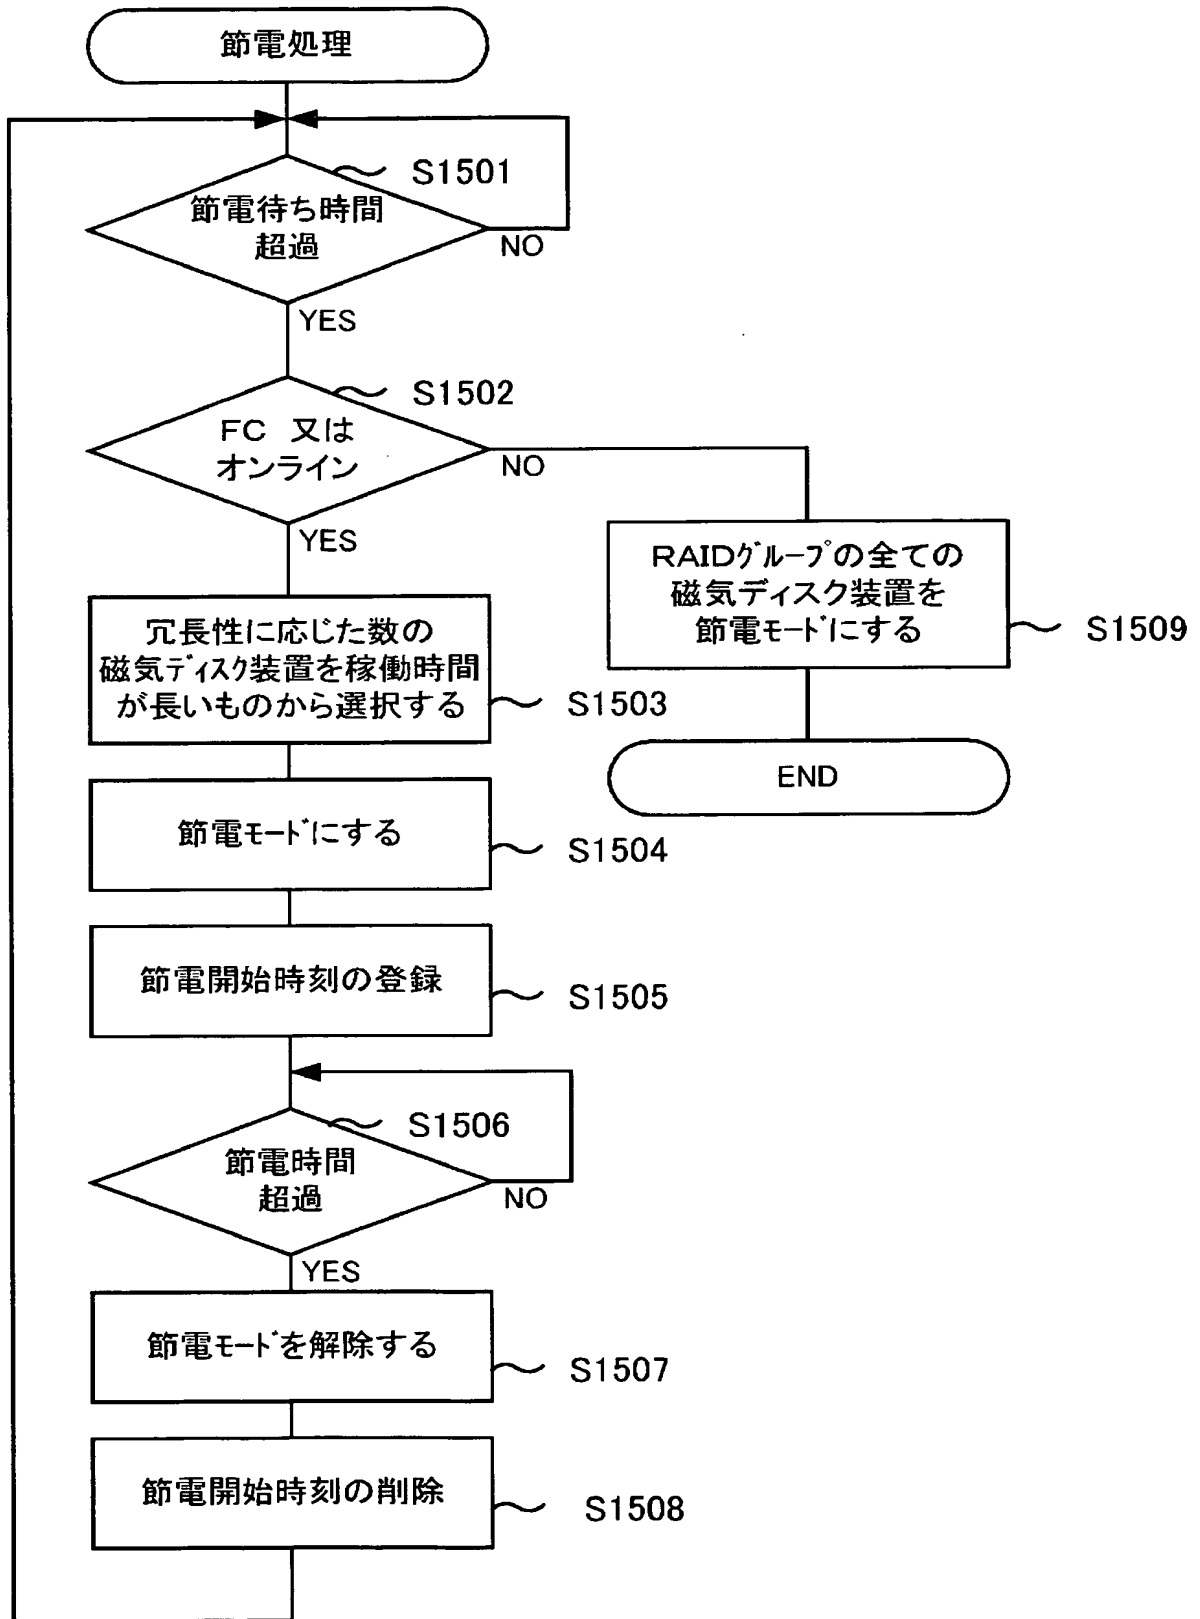 節電処理
S1501
節電待ち時間
超過
NO
YES
S1502
FC 又は
オンライン
NO
YES
RAIDグループの全ての
磁気ディスク装置を
節電モードにする
S1509
冗長性に応じた数の
磁気ディスク装置を稼働時間
が長いものから選択する
S1503
END
節電モードにする
S1504
節電開始時刻の登録
S1505
S1506
節電時間
超過
NO
YES
節電モードを解除する
S1507
節電開始時刻の削除
S1508